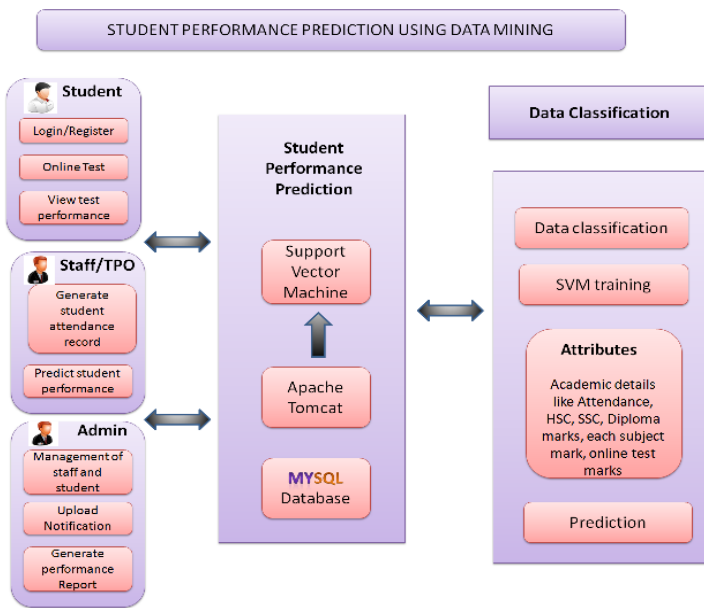 STUDENT PERFORMANCE PREDICTION USING DATA MINING
Student
Login/Register
Online Test
View test
performance
Staff/TPO
Generate
student
attendance
record
Predict student
performance
Admin
Management of
staff and
student
Upload
Notification
Generate
performance
Report
Student
Performance
Prediction
Support
Vector
Machine
Apache
Tomcat
MYSQL
Database
Data Classification
Data classification
SVM training
Attributes
Academic details
like Attendance,
HSC, SSC, Diploma
marks, each subject
mark, online test
marks
Prediction